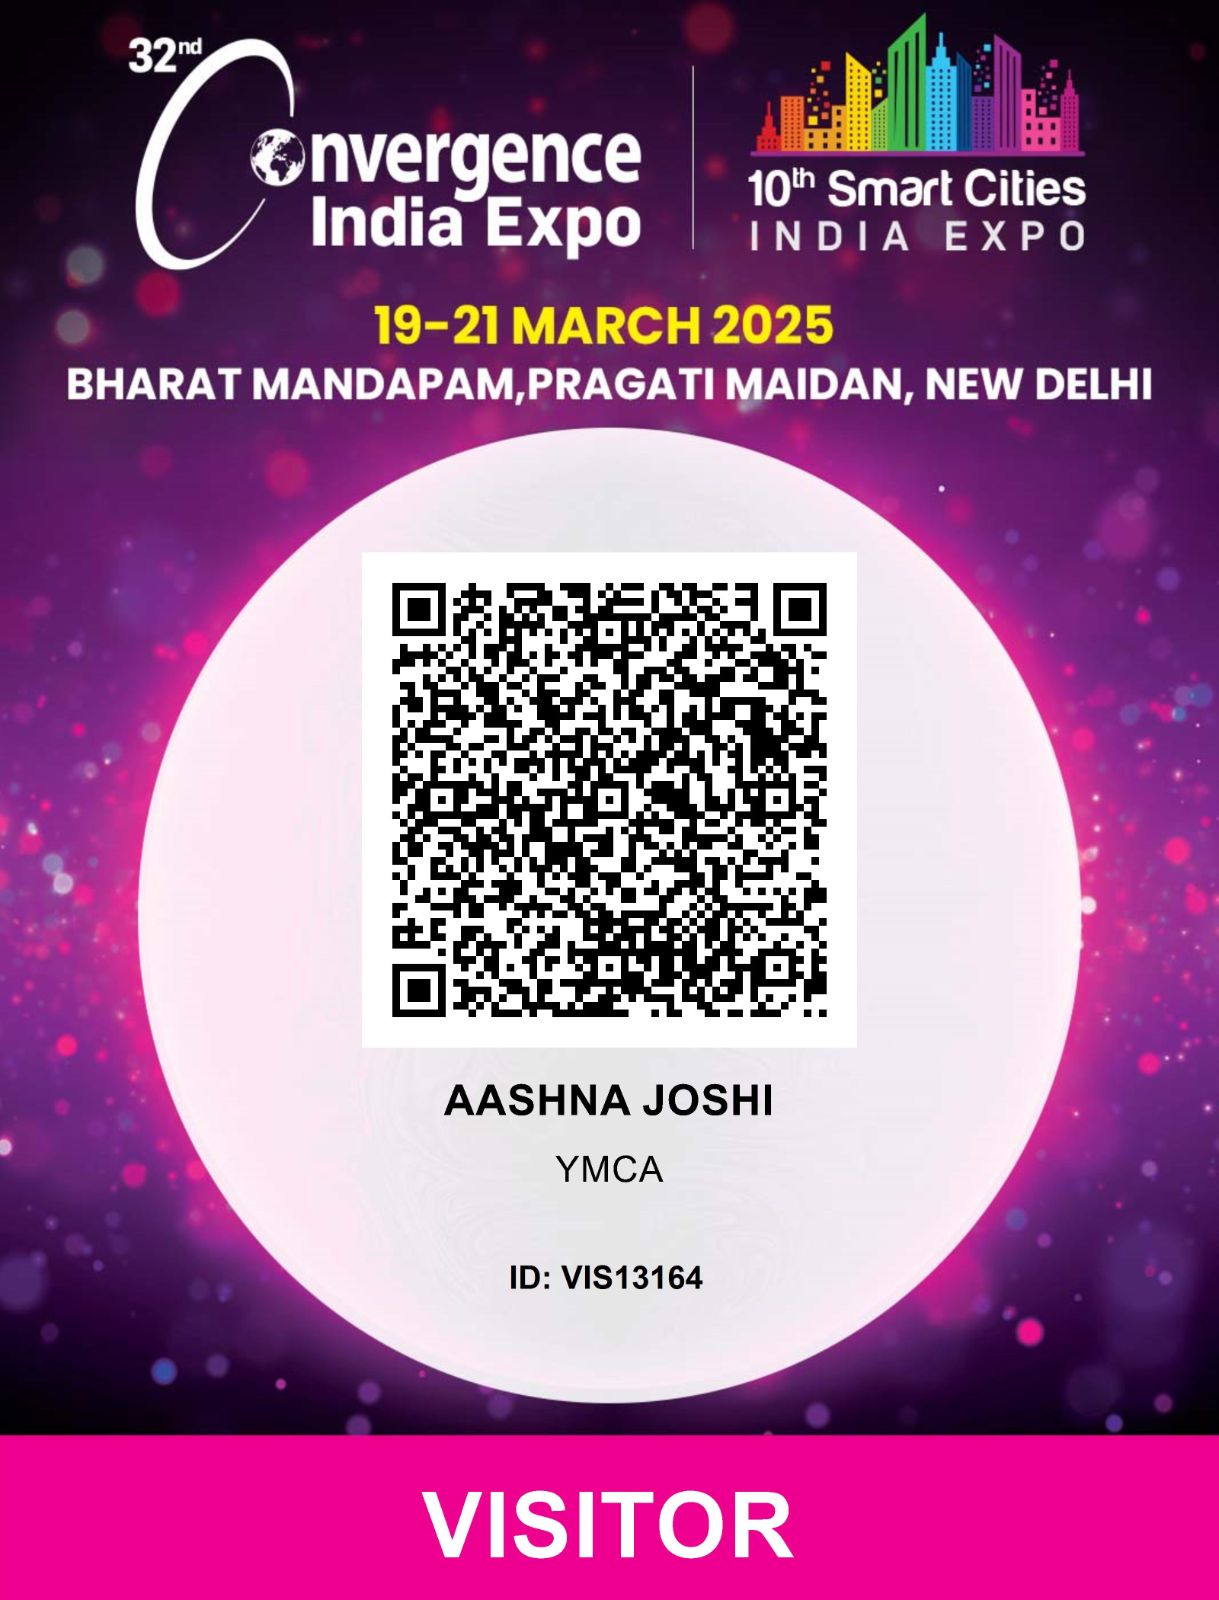 32nd Convergence
India Expo
10th Smart Cities
INDIA EXPO
19-21 MARCH 2025
BHARAT MANDAPAM,PRAGATI MAIDAN, NEW DELHI
AASHNA JOSHI
YMCA
ID: VIS13164
VISITOR